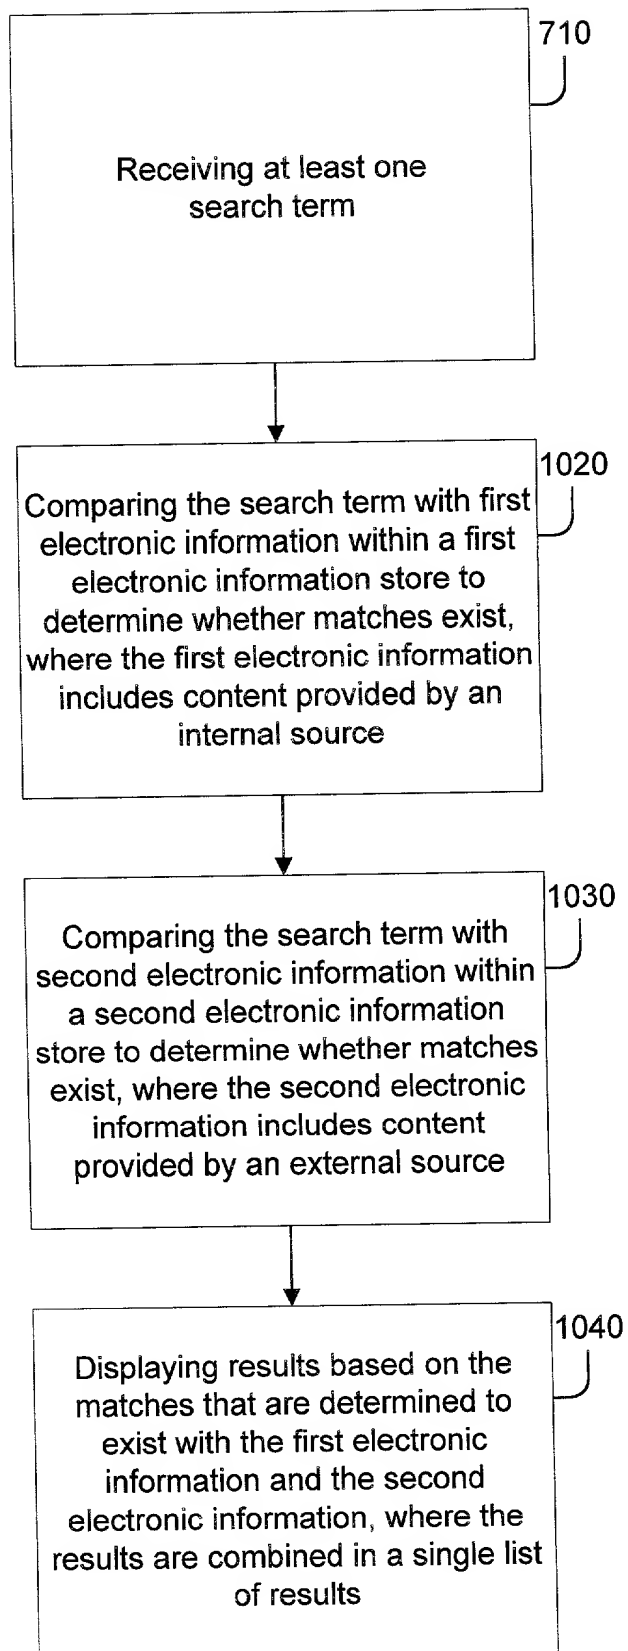 710
Receiving at least one
search term
1020
Comparing the search term with first
electronic information within a first
electronic information store to
determine whether matches exist,
where the first electronic information
includes content provided by an
internal source
1030
Comparing the search term with
second electronic information within
a second electronic information
store to determine whether matches
exist, where the second electronic
information includes content
provided by an external source
1040
Displaying results based on the
matches that are determined to
exist with the first electronic
information and the second
electronic information, where the
results are combined in a single list
of results